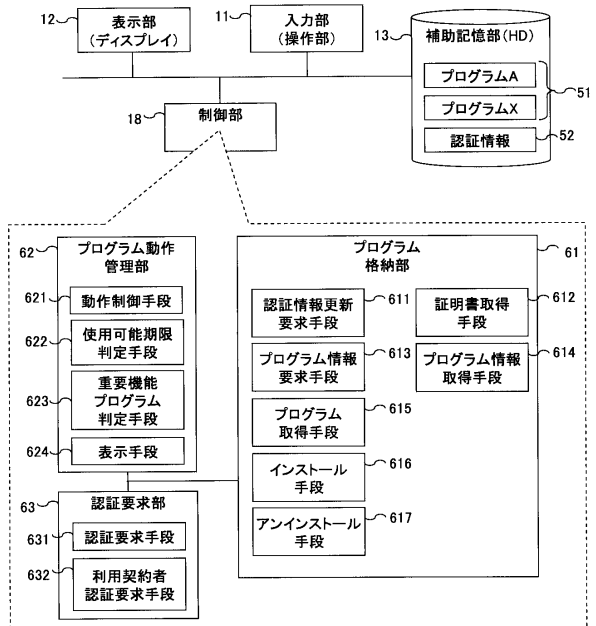 12
表示部
(ディスプレイ)
11
入力部
(操作部)
13
補助記憶部(HD)
プログラムA
プログラムX
51
認証情報
52
18
制御部
62
プログラム動作
管理部
621
動作制御手段
622
使用可能期限
判定手段
623
重要機能
プログラム
判定手段
624
表示手段
63
認証要求部
631
認証要求手段
632
利用契約者
認証要求手段
プログラム
格納部
61
認証情報更新
要求手段
611
証明書取得
手段
612
プログラム情報
要求手段
613
プログラム情報
取得手段
614
プログラム
取得手段
615
インストール
手段
616
アンインストール
手段
617